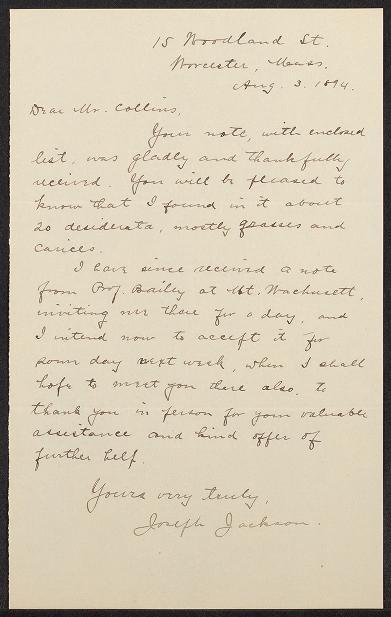 15 Woodland St.
Worcester, Mass.
Aug. 3. 1894.
Dear Mr. Collins,
Your note, with enclosed
list, was gladly and thankfully
received. You will be pleased to
know that I found in it about
20 desiderata, mostly grasses and
carices.
I have since received a note
from Prof. Bailey at Mt. Wachusett,
inviting me there for a day, and
I intend now to accept it for
some day next week, when I shall
hope to meet you there also, to
thank you in person for your valuable
assistance and kind offer of
further help.
Yours very truly,
Joseph Jackson.